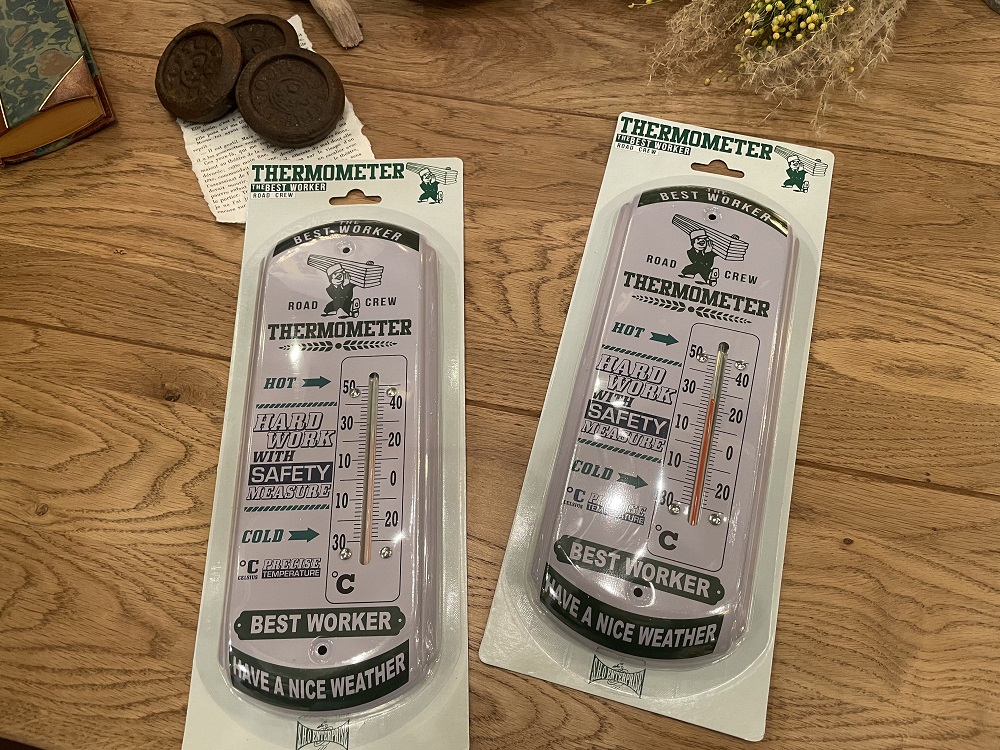 THERMOMETER
THE BEST WORKER
ROAD CREW
THE
BEST WORKER
ROAD CREW
THERMOMETER
HOT
50
40
30
HARD
WORK
WITH
SAFETY
MEASURE
20
10
0
10
20
COLD
30
°C
CELSIUS
PRECISE
TEMPERATURE
°C
BEST WORKER
HAVE A NICE WEATHER
S.H.O ENTERPRISE
THERMOMETER
THE BEST WORKER
ROAD CREW
THE
BEST WORKER
ROAD CREW
THERMOMETER
HOT
50
40
30
HARD
WORK
WITH
SAFETY
MEASURE
20
10
0
10
20
COLD
30
°C
CELSIUS
PRECISE
TEMPERATURE
°C
BEST WORKER
HAVE A NICE WEATHER
S.H.O ENTERPRISE